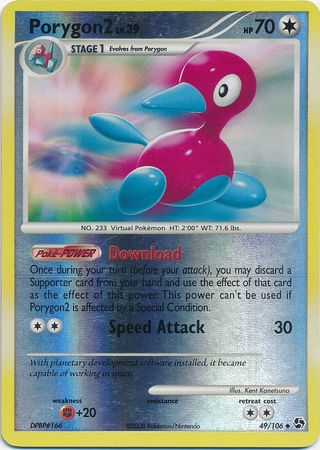 Porygon2 LV.39 HP 70
STAGE 1 Evolves from Porygon
NO. 233 Virtual Pokémon HT: 2'00" WT: 71.6 lbs.
Poké-POWER Download
Once during your turn (before your attack), you may discard a
Supporter card from your hand and use the effect of that card
as the effect of this power. This power can't be used if
Porygon2 is affected by a Special Condition.
Speed Attack 30
With planetary development software installed, it became
capable of working in space.
Illus. Kent Kanetsuna
weakness resistance retreat cost
+20
DPBP#166 ©2008 Pokémon/Nintendo 49/106